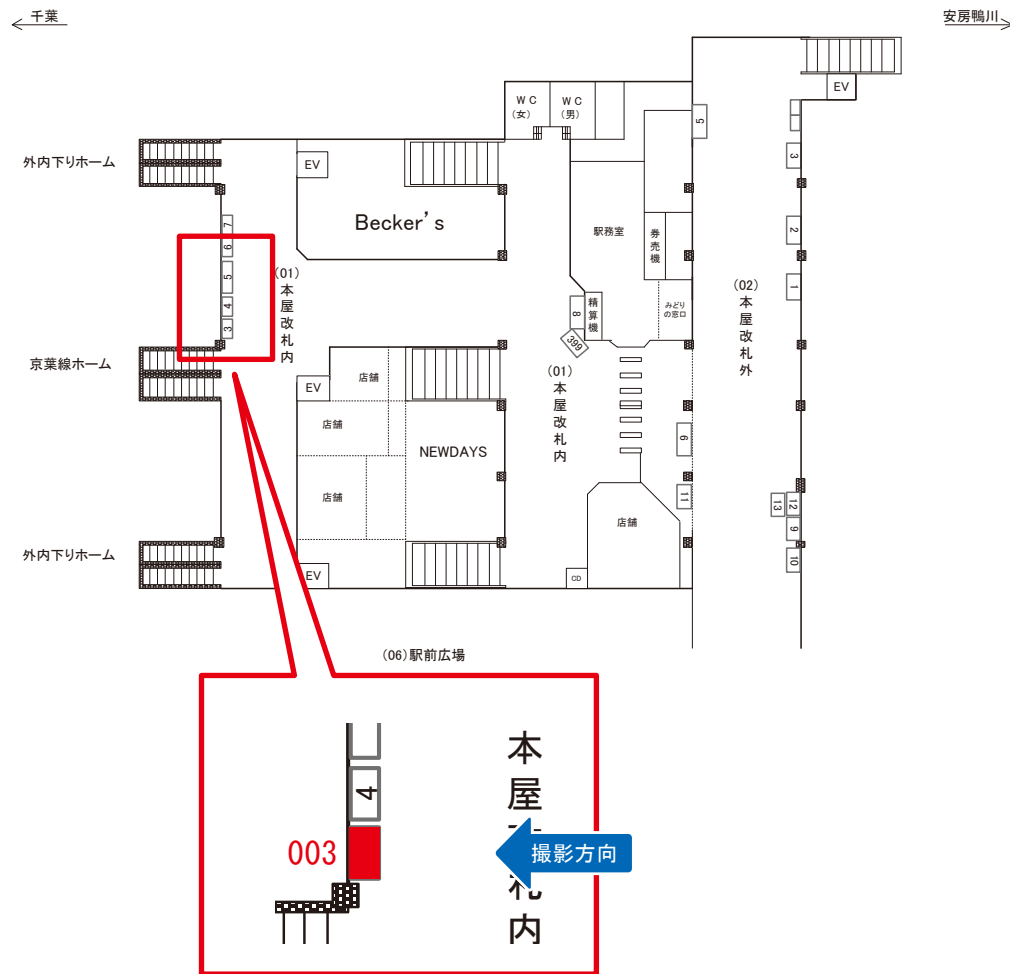 千葉
安房鴨川
WC
(女)
WC
(男)
EV
5
外内下りホーム
EV
3
Becker's
駅務室
券売機
2
7
6
5
4
3
(01)本屋改札内
(02)本屋改札外
1
みどりの窓口
精算機
8
399
京葉線ホーム
(01)本屋改札内
EV
店舗
店舗
NEWDAYS
9
店舗
11
店舗
13
12
9
10
外内下りホーム
EV
CD
(06)駅前広場
本屋改札内
4
003
撮影方向